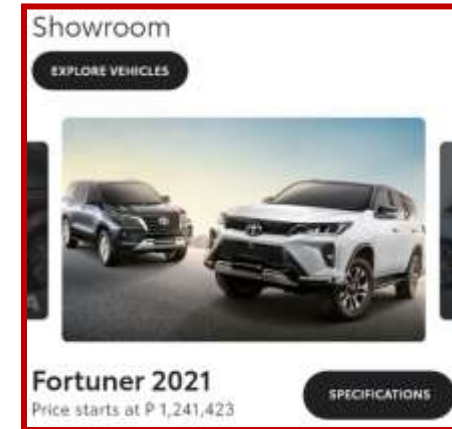 Showroom
EXPLORE VEHICLES
Fortuner 2021
Price starts at P 1,241,423
SPECIFICATIONS